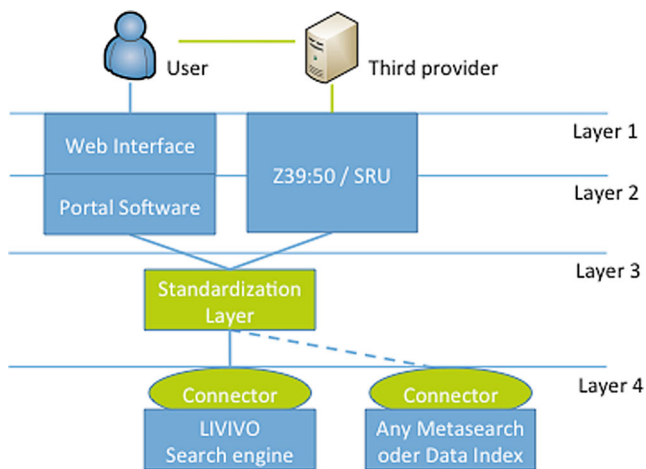 User
Third provider
Layer 1
Web Interface
Z39:50 / SRU
Layer 2
Portal Software
Layer 3
Standardization
Layer
Layer 4
Connector
Connector
LIVIVO
Search engine
Any Metasearch
oder Data Index